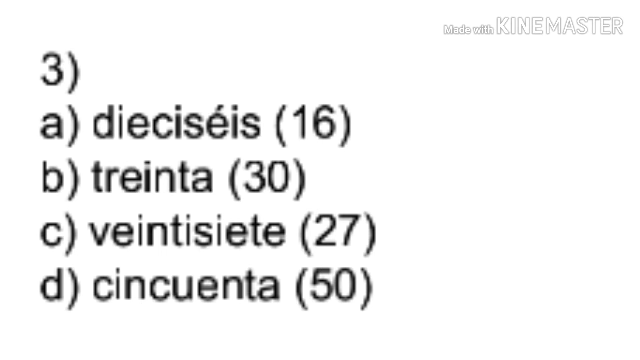 Made with KINEMASTER
3)
a) dieciséis (16)
b) treinta (30)
c) veintisiete (27)
d) cincuenta (50)